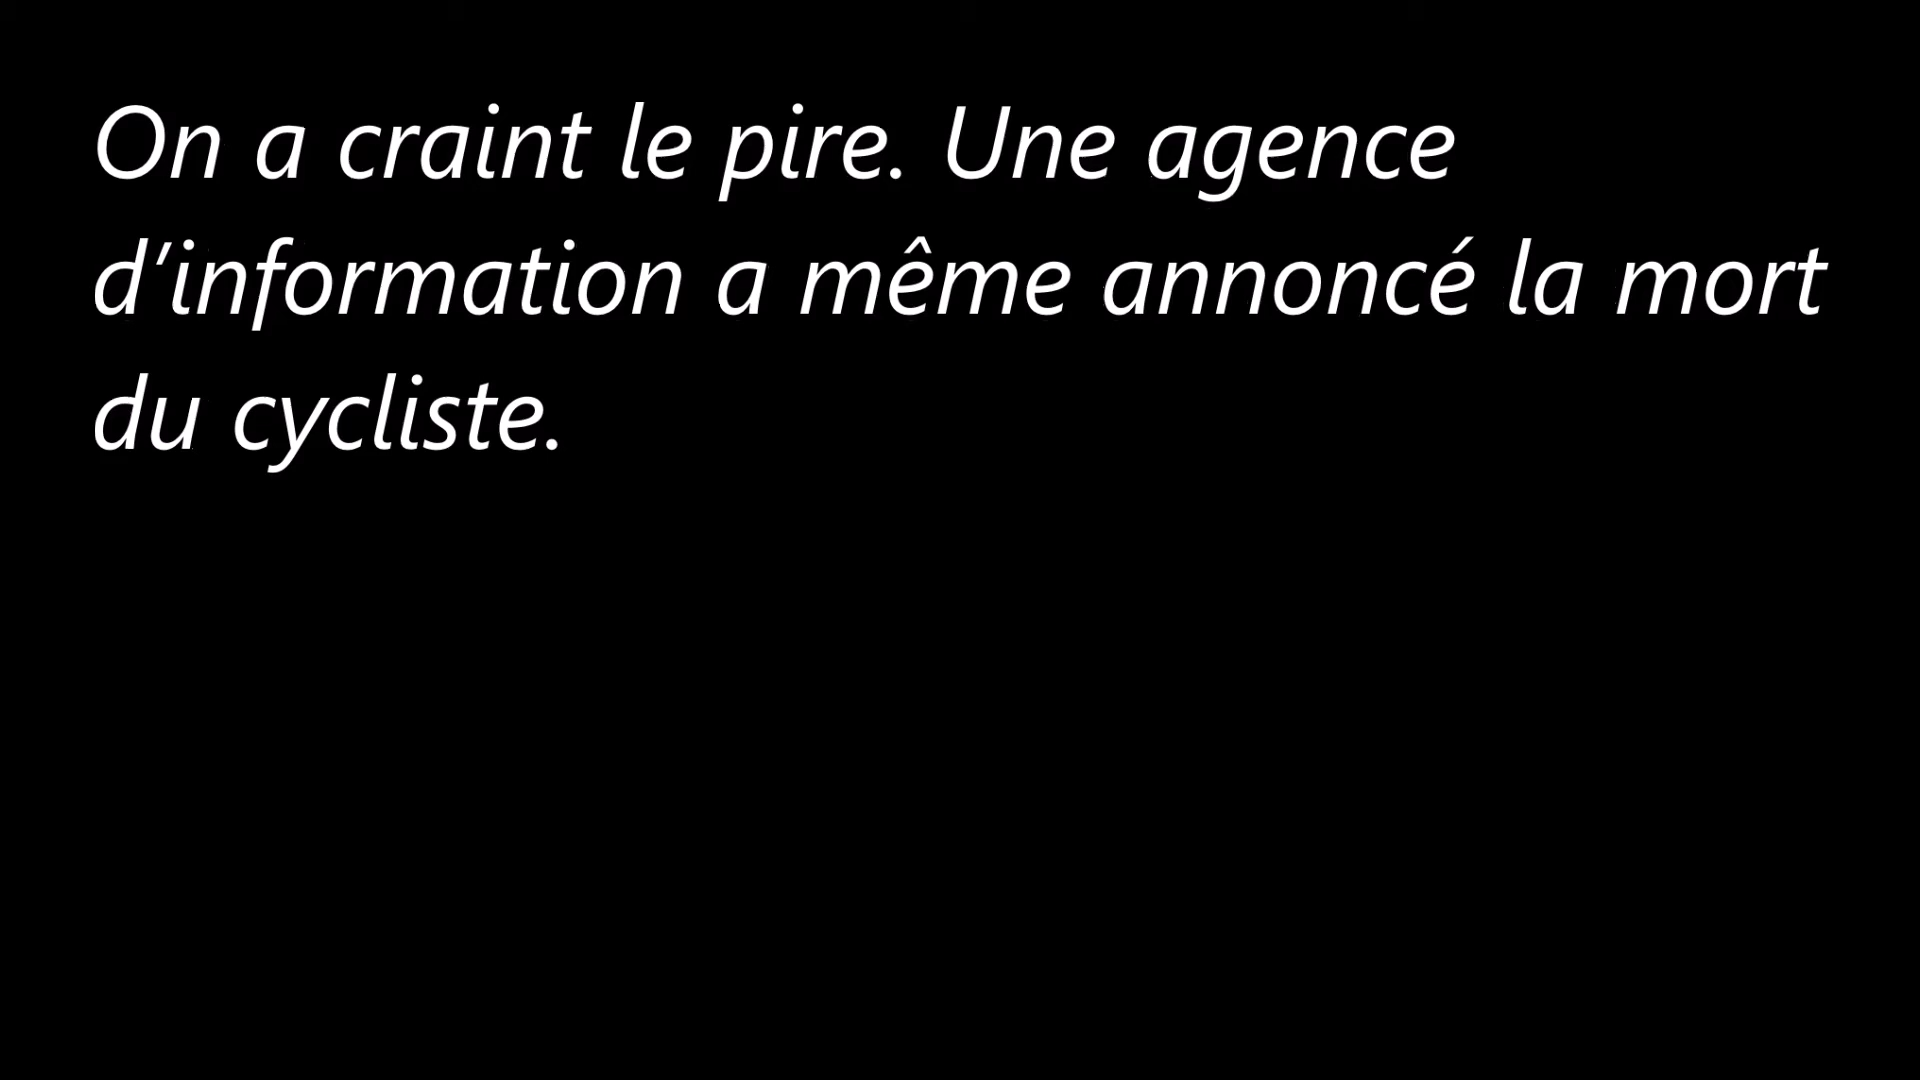 On a craint le pire. Une agence
d’information a même annoncé la mort
du cycliste.